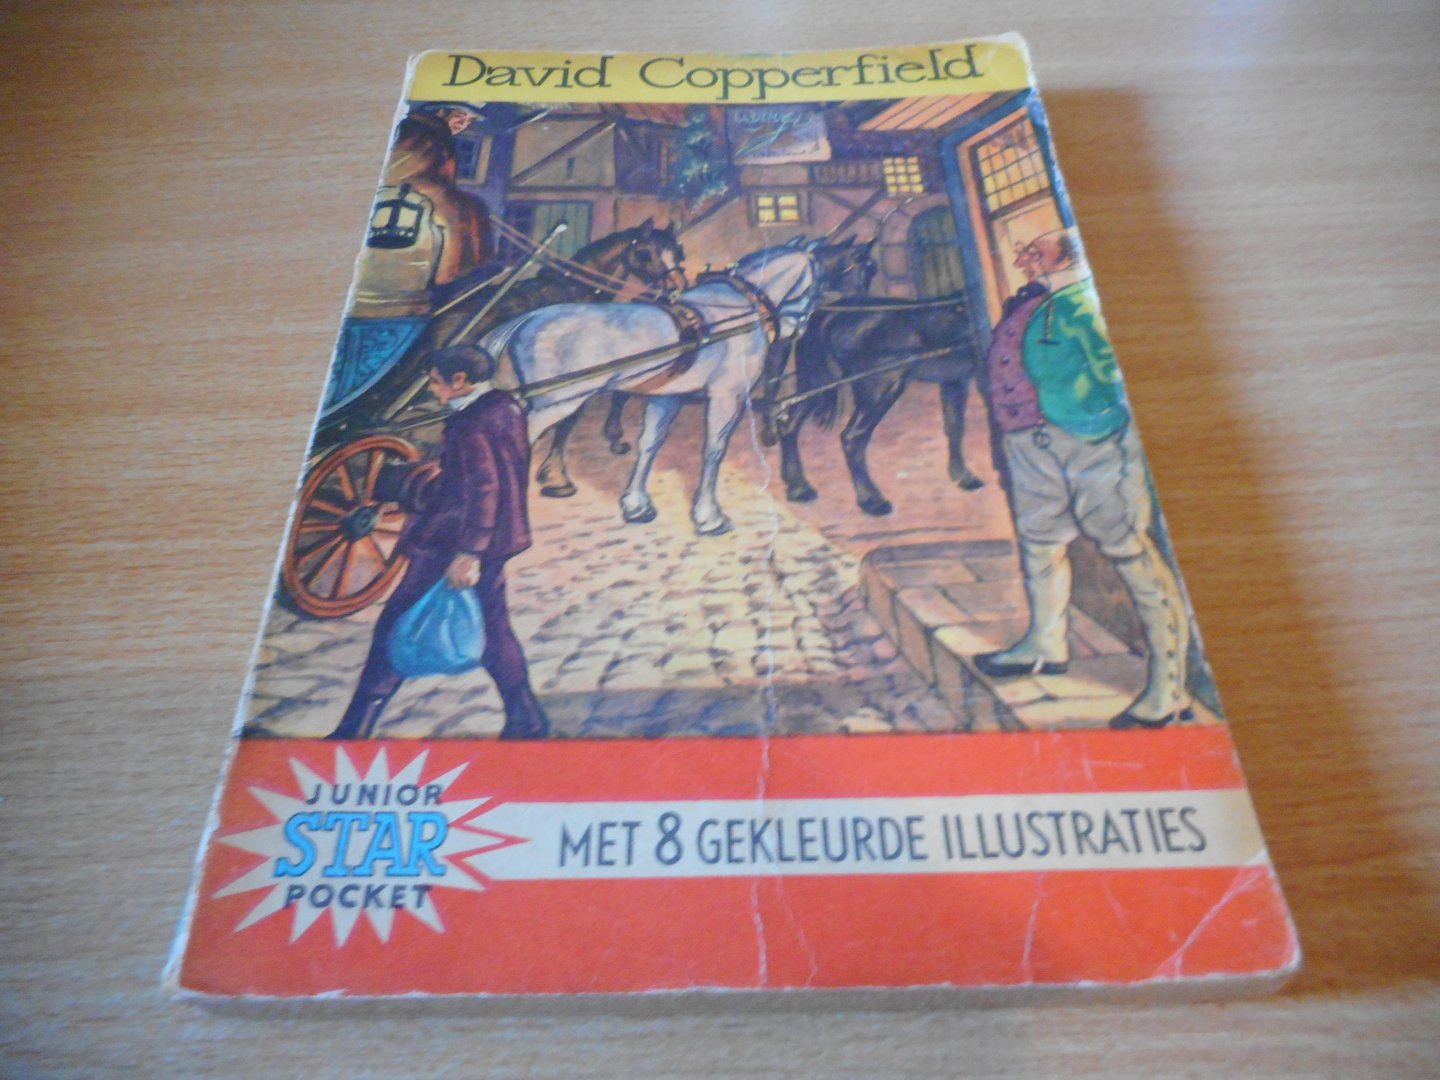 David Copperfield
JUNIOR
STAR
POCKET
MET 8 GEKLEURDE ILLUSTRATIES